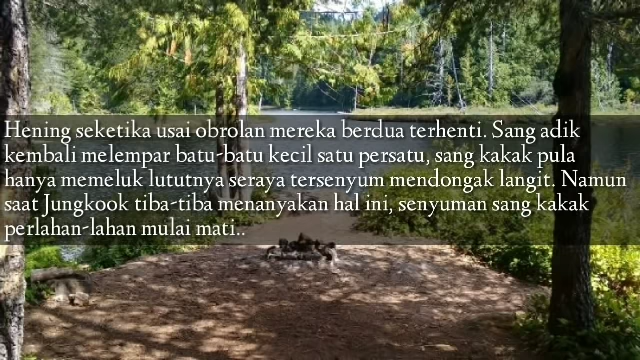 Hening seketika usai obrolan mereka berdua terhenti. Sang adik
kembali melempar batu-batu kecil satu persatu, sang kakak pula
hanya memeluk lututnya seraya tersenyum mendongak langit. Namun
saat Jungkook tiba-tiba menanyakan hal ini, senyuman sang kakak
perlahan-lahan mulai mati..